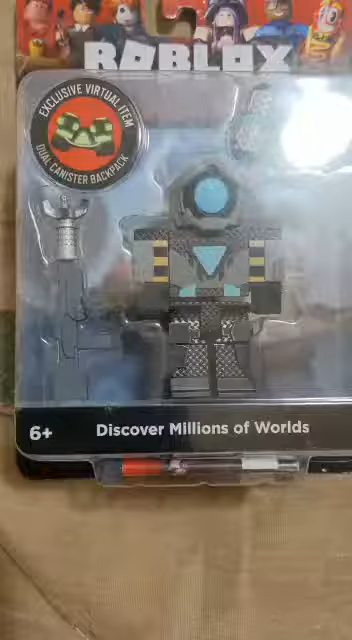 ROBLOX
EXCLUSIVE VIRTUAL ITEM
DUAL CANISTER BACKPACK
6+
Discover Millions of Worlds